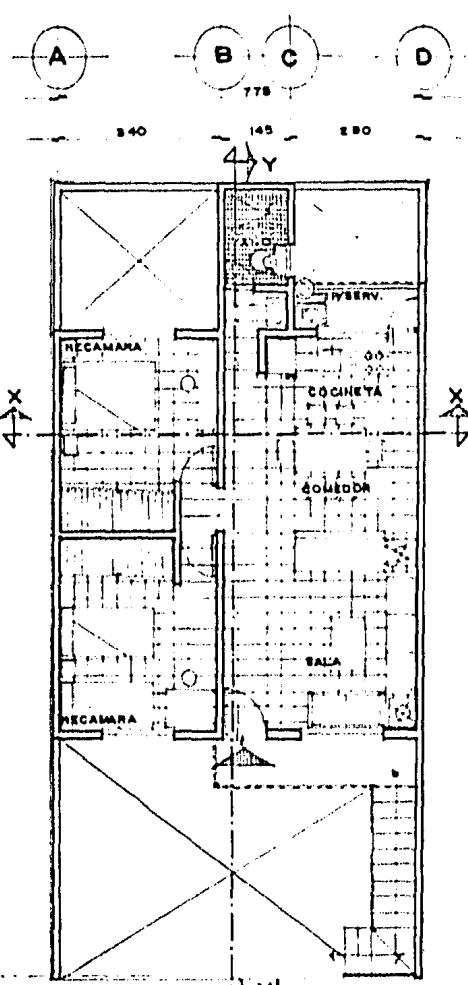 A B C D
775
340 145 290
Y
RECAMARA
P/SERV.
X X
COCINETA
COMEDOR
SALA
RECAMARA
b